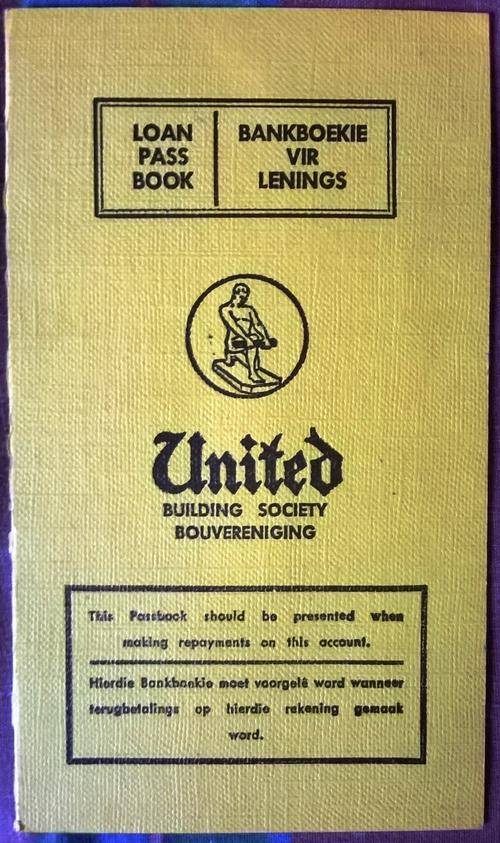 LOAN
PASS
BOOK
BANKBOEKIE
VIR
LENINGS
United
BUILDING SOCIETY
BOUVERENIGING
This Passbook should be presented when
making repayments on this account.
Hierdie Bankboekie moet voorgelê word wanneer
terugbetalings op hierdie rekening gemaak
word.